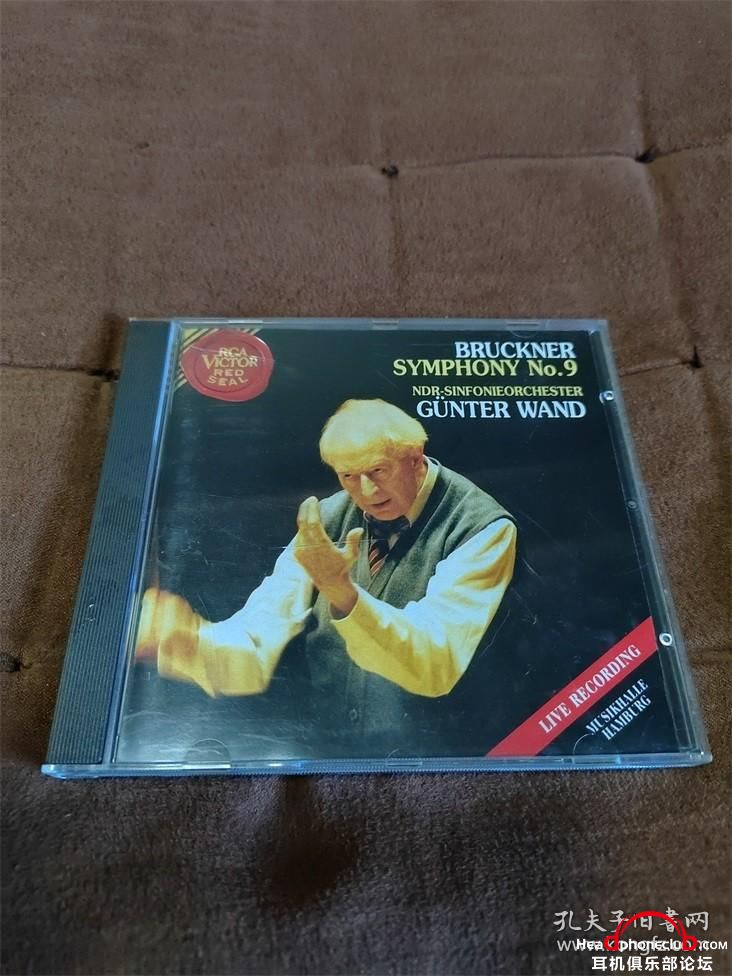 RCA
VICTOR
RED
SEAL
BRUCKNER
SYMPHONY No.9
NDR-SINFONIEORCHESTER
GÜNTER WAND
LIVE RECORDING
MUSIKHALLE
HAMBURG
孔夫子旧书网
耳机俱乐部论坛